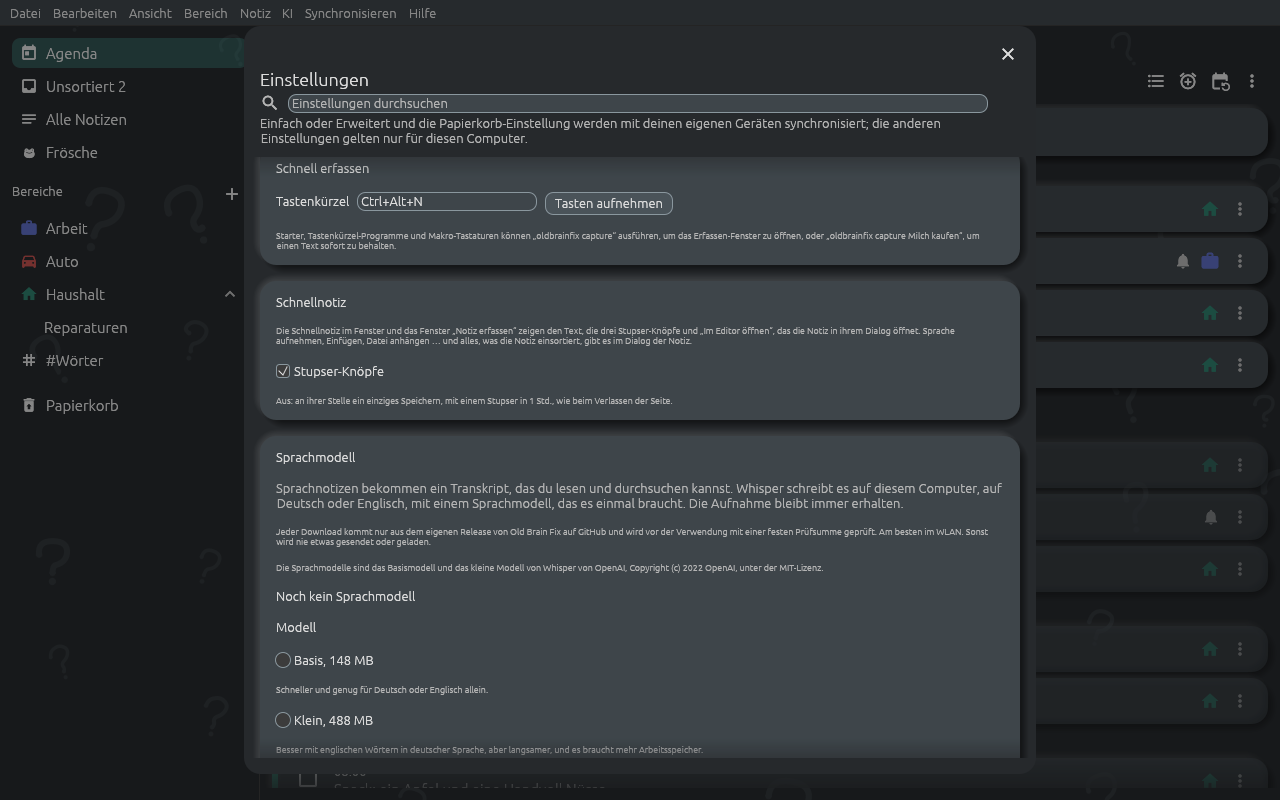 Datei Bearbeiten Ansicht Bereich Notiz KI Synchronisieren Hilfe
Agenda
Unsortiert 2
Alle Notizen
Frösche
Bereiche
Arbeit
Auto
Haushalt
Reparaturen
#Wörter
Papierkorb
Einstellungen
Einstellungen durchsuchen
Einfach oder Erweitert und die Papierkorb-Einstellung werden mit deinen eigenen Geräten synchronisiert; die anderen
Einstellungen gelten nur für diesen Computer.
Schnell erfassen
Tastenkürzel Ctrl+Alt+N Tasten aufnehmen
Starter, Tastenkürzel-Programme und Makro-Tastaturen können „oldbrainfix capture“ ausführen, um das Erfassen-Fenster zu öffnen, oder „oldbrainfix capture Milch kaufen“, um
einen Text sofort zu behalten.
Schnellnotiz
Die Schnellnotiz im Fenster und das Fenster „Notiz erfassen“ zeigen den Text, die drei Stupser-Knöpfe und „Im Editor öffnen“, das die Notiz in ihrem Dialog öffnet. Sprache
aufnehmen, Einfügen, Datei anhängen … und alles, was die Notiz einsortiert, gibt es im Dialog der Notiz.
Stupser-Knöpfe
Aus: an ihrer Stelle ein einziges Speichern, mit einem Stupser in 1 Std., wie beim Verlassen der Seite.
Sprachmodell
Sprachnotizen bekommen ein Transkript, das du lesen und durchsuchen kannst. Whisper schreibt es auf diesem Computer, auf
Deutsch oder Englisch, mit einem Sprachmodell, das es einmal braucht. Die Aufnahme bleibt immer erhalten.
Jeder Download kommt nur aus dem eigenen Release von Old Brain Fix auf GitHub und wird vor der Verwendung mit einer festen Prüfsumme geprüft. Am besten im WLAN. Sonst
wird nie etwas gesendet oder geladen.
Die Sprachmodelle sind das Basismodell und das kleine Modell von Whisper von OpenAI, Copyright (c) 2022 OpenAI, unter der MIT-Lizenz.
Noch kein Sprachmodell
Modell
Basis, 148 MB
Schneller und genug für Deutsch oder Englisch allein.
Klein, 488 MB
Besser mit englischen Wörtern in deutscher Sprache, aber langsamer, und es braucht mehr Arbeitsspeicher.